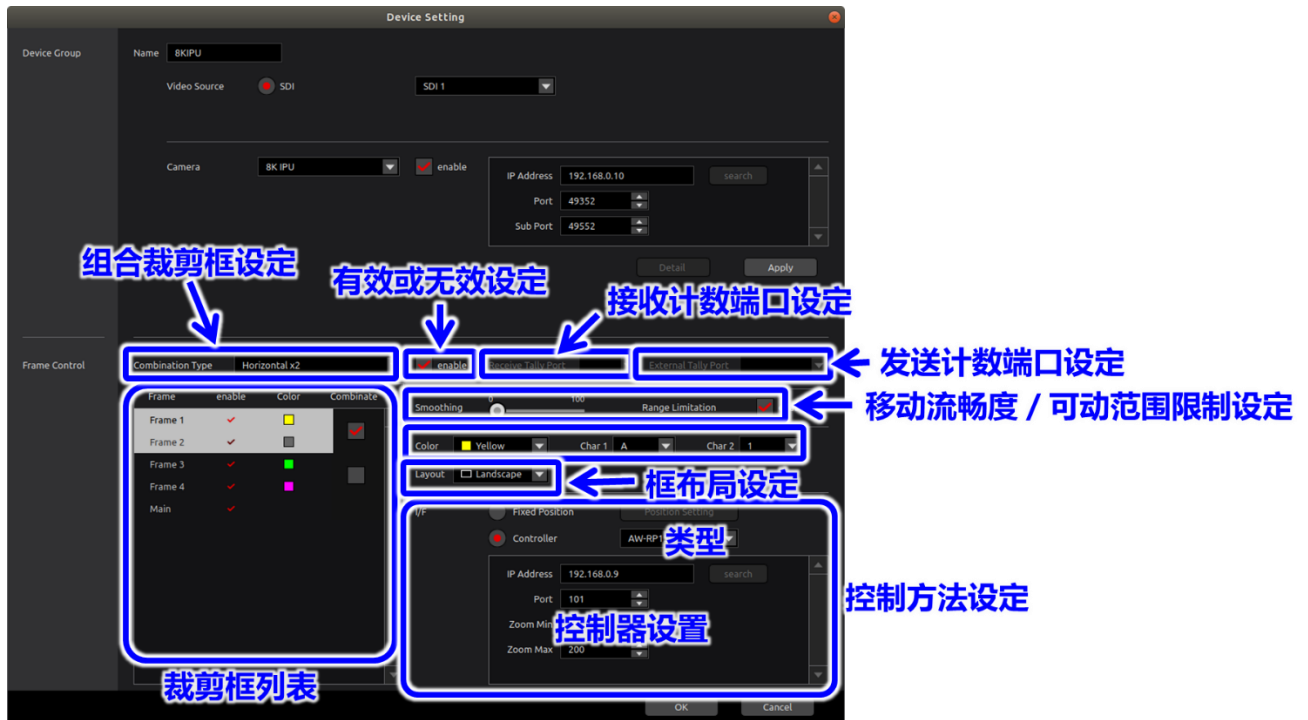 Device Setting
Device Group
Name 8KIPU
Video Source SDI SDI 1
Camera 8K IPU enable
IP Address 192.168.0.10 search
Port 49352
Sub Port 49552
Detail Apply
组合裁剪框设定
有效或无效设定
接收计数端口设定
Frame Control
Combination Type Horizontal x2 enable Receive Tally Port External Tally Port
发送计数端口设定
Frame enable Color Combinate
Smoothing 0 100 Range Limitation
移动流畅度 / 可动范围限制设定
Frame 1
Frame 2
Color Yellow Char 1 A Char 2 1
Frame 3
Layout Landscape
框布局设定
Frame 4
Main
I/F Fixed Position Position Setting
Controller AW-RP1
类型
IP Address 192.168.0.9 search
Port 101
控制方法设定
Zoom Min
控制器设置
Zoom Max 200
裁剪框列表
OK Cancel